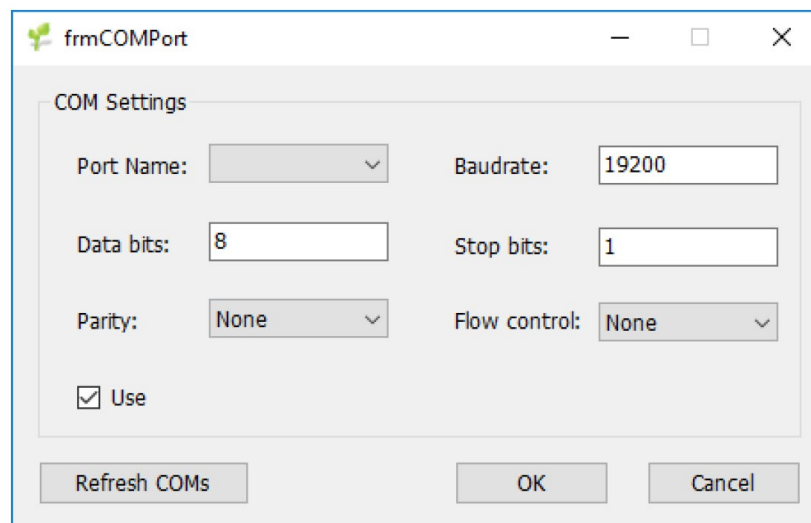 frmCOMPort
COM Settings
Port Name:
Baudrate: 19200
Data bits: 8
Stop bits: 1
Parity: None
Flow control: None
Use
Refresh COMs
OK
Cancel